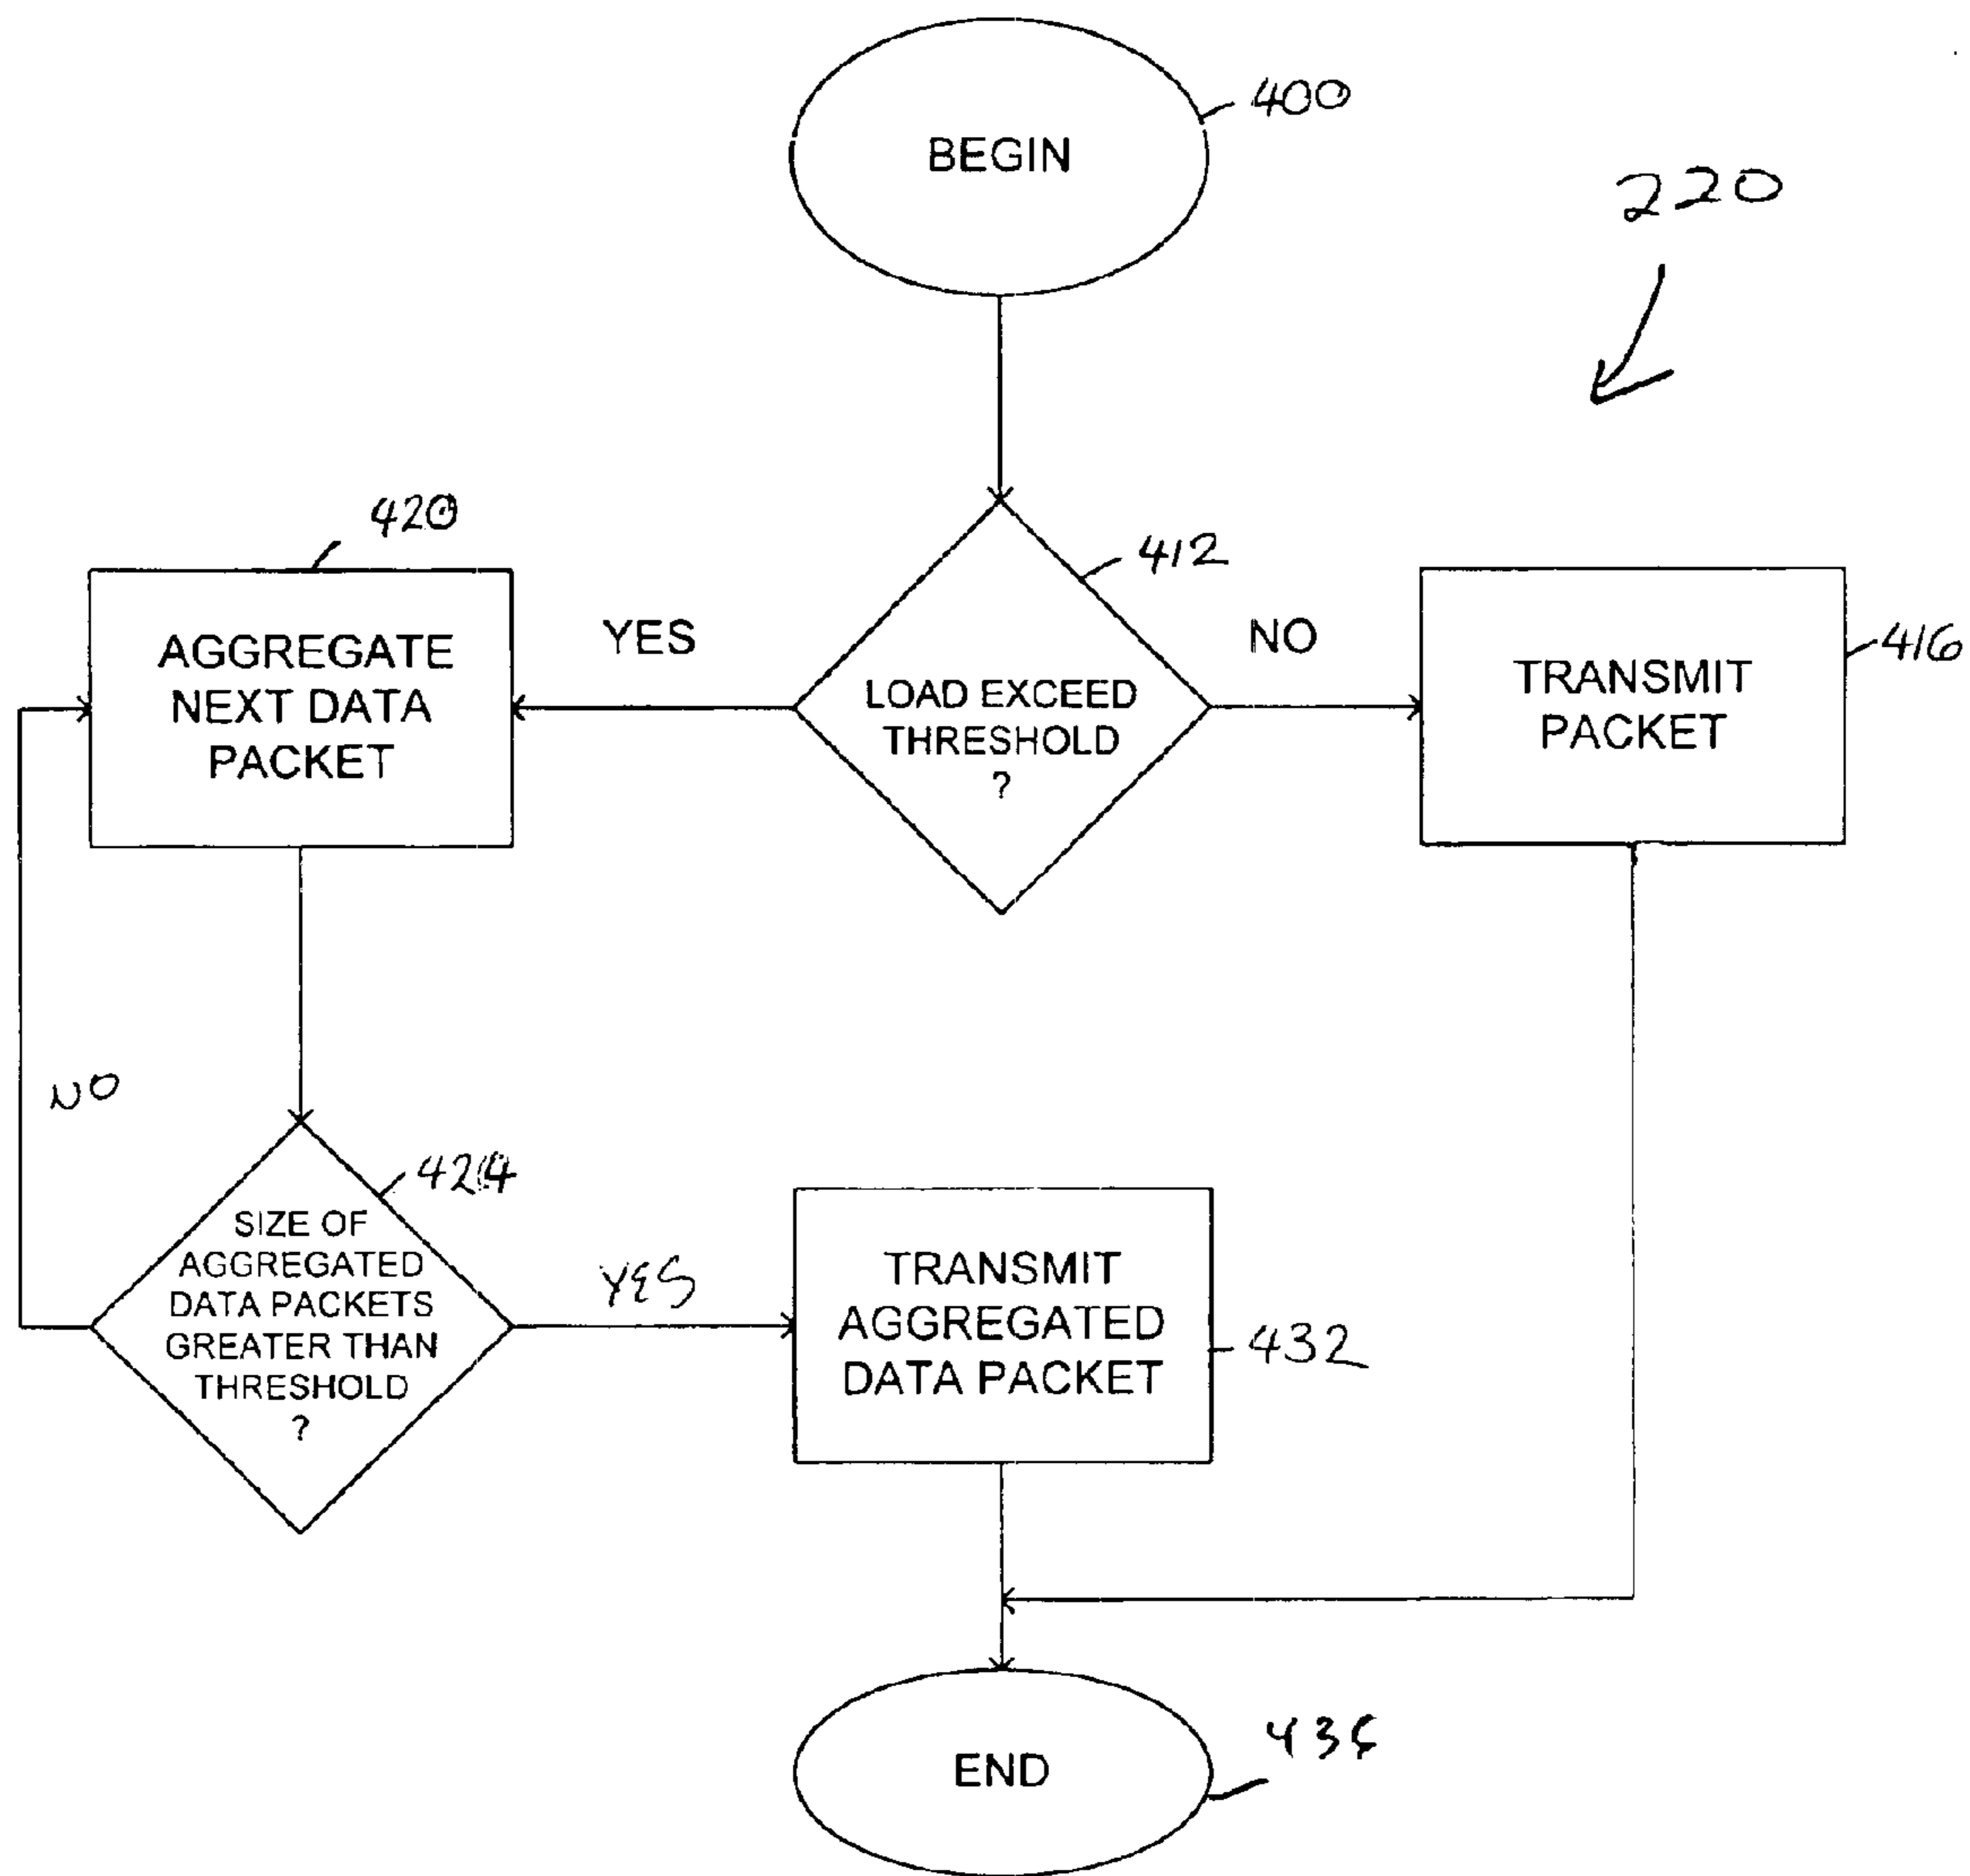 BEGIN
400
220
420
412
AGGREGATE
NEXT DATA
PACKET
YES
LOAD EXCEED
THRESHOLD
?
NO
TRANSMIT
PACKET
416
NO
424
SIZE OF
AGGREGATED
DATA PACKETS
GREATER THAN
THRESHOLD
?
YES
TRANSMIT
AGGREGATED
DATA PACKET
432
END